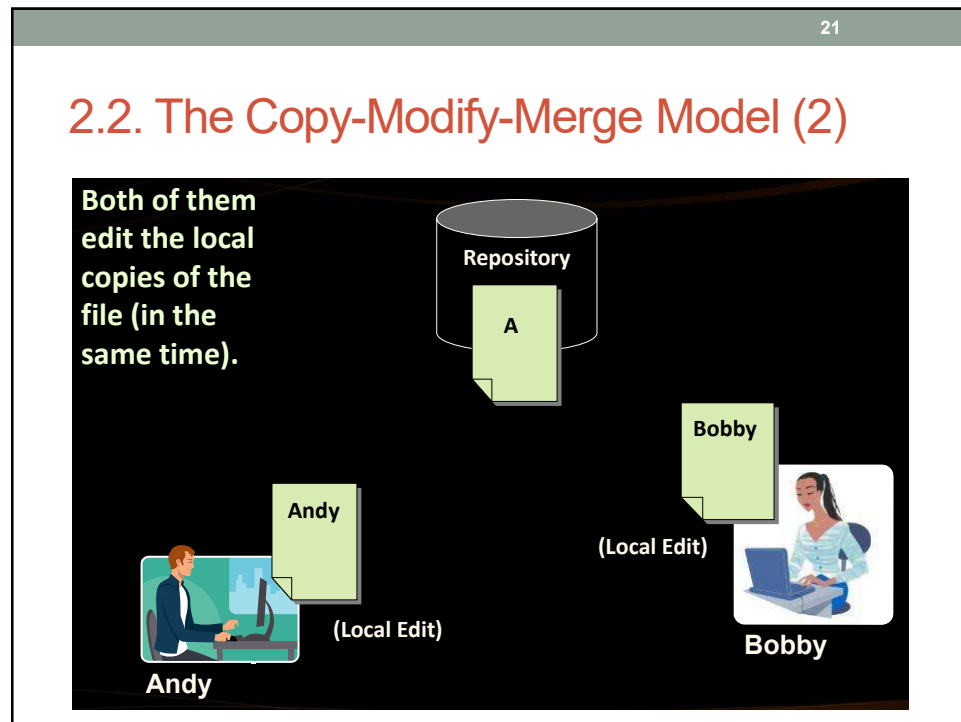 21
2.2. The Copy-Modify-Merge Model (2)
Both of them
edit the local
copies of the
file (in the
same time).
Repository
A
Bobby
Andy
(Local Edit)
(Local Edit)
Bobby
Andy